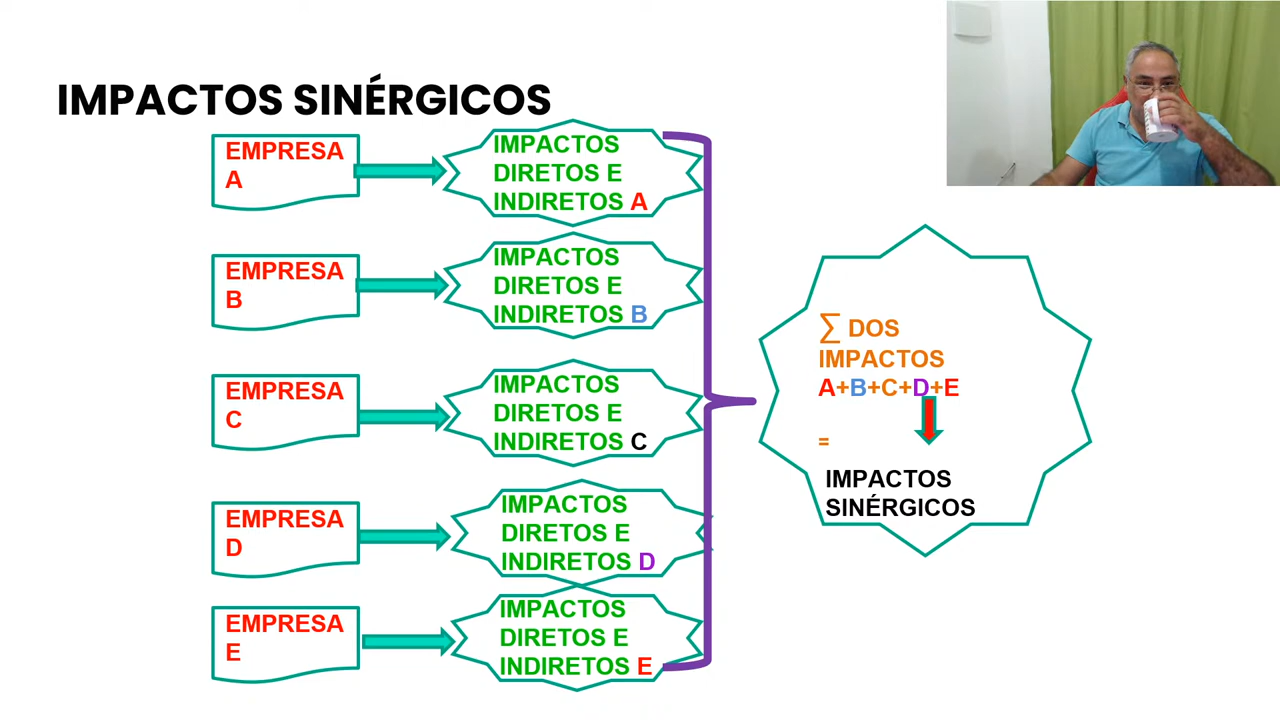 IMPACTOS SINÉRGICOS
EMPRESA
A
IMPACTOS
DIRETOS E
INDIRETOS A
EMPRESA
B
IMPACTOS
DIRETOS E
INDIRETOS B
EMPRESA
C
IMPACTOS
DIRETOS E
INDIRETOS C
EMPRESA
D
IMPACTOS
DIRETOS E
INDIRETOS D
EMPRESA
E
IMPACTOS
DIRETOS E
INDIRETOS E
∑ DOS
IMPACTOS
A+B+C+D+E
=
IMPACTOS
SINÉRGICOS